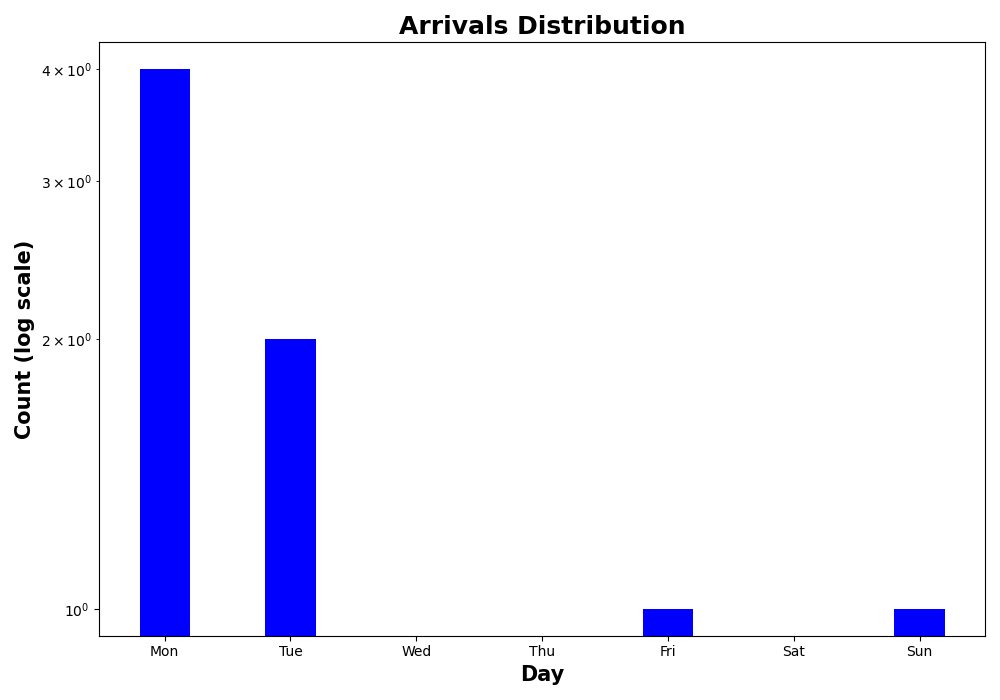 Arrivals Distribution
4 × 10⁰
3 × 10⁰
2 × 10⁰
10⁰
Count (log scale)
Mon Tue Wed Thu Fri Sat Sun
Day